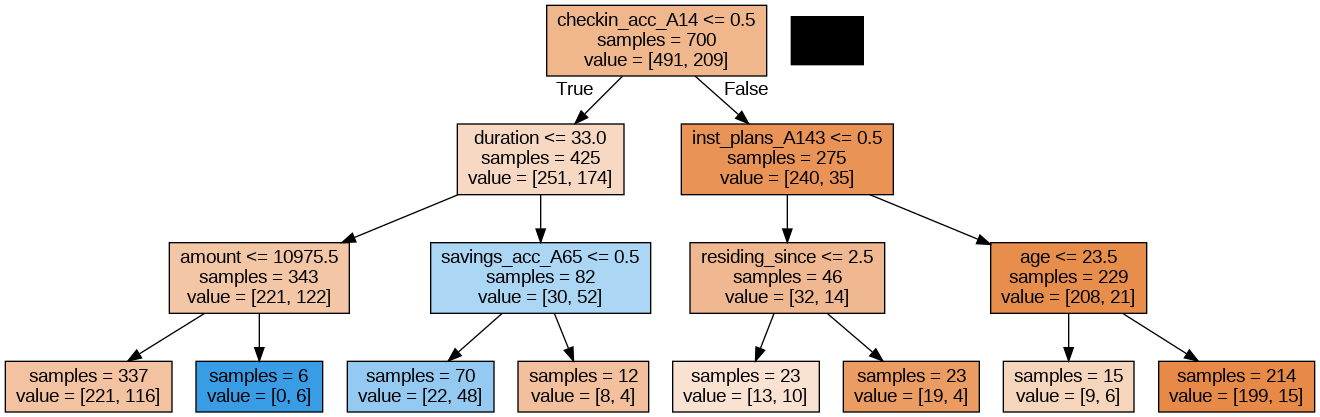 checkin_acc_A14 <= 0.5
samples = 700
value = [491, 209]
True
False
duration <= 33.0
samples = 425
value = [251, 174]
inst_plans_A143 <= 0.5
samples = 275
value = [240, 35]
amount <= 10975.5
samples = 343
value = [221, 122]
savings_acc_A65 <= 0.5
samples = 82
value = [30, 52]
residing_since <= 2.5
samples = 46
value = [32, 14]
age <= 23.5
samples = 229
value = [208, 21]
samples = 337
value = [221, 116]
samples = 6
value = [0, 6]
samples = 70
value = [22, 48]
samples = 12
value = [8, 4]
samples = 23
value = [13, 10]
samples = 23
value = [19, 4]
samples = 15
value = [9, 6]
samples = 214
value = [199, 15]